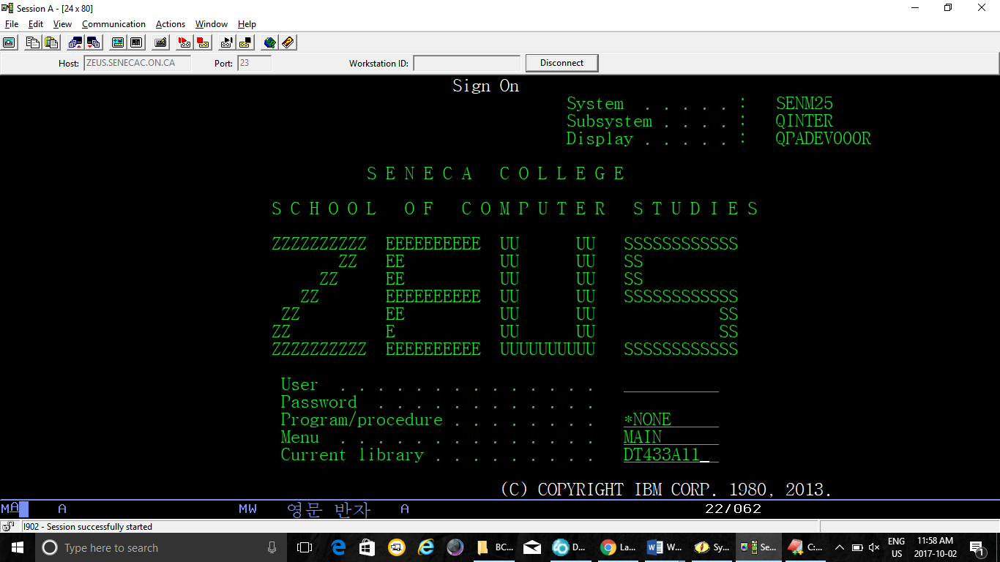 Session A - [24 x 80]
File Edit View Communication Actions Window Help
Host: ZEUS.SENECAC.ON.CA Port: 23 Workstation ID: Disconnect
Sign On
System . . . . . : SENM25
Subsystem . . . . : QINTER
Display . . . . . : QPADEV000R
S E N E C A   C O L L E G E
S C H O O L   O F   C O M P U T E R   S T U D I E S
ZZZZZZZZZZ  EEEEEEEEEE  UU      UU   SSSSSSSSSSSS
       ZZ   EE          UU      UU   SS
     ZZ     EE          UU      UU   SS
   ZZ       EEEEEEEEEE  UU      UU   SSSSSSSSSSSS
 ZZ         EE          UU      UU             SS
ZZ          E           UU      UU             SS
ZZZZZZZZZZ  EEEEEEEEEE  UUUUUUUUUU   SSSSSSSSSSSS
User . . . . . . . . . . . . . .
Password . . . . . . . . . . . .
Program/procedure . . . . . . . . *NONE
Menu . . . . . . . . . . . . . . MAIN
Current library . . . . . . . . . DT433A11_
(C) COPYRIGHT IBM CORP. 1980, 2013.
MA A MW 영문 반자 A 22/062
I902 - Session successfully started
Type here to search BC... D... La... W... Sy... Se... C:... ENG 11:58 AM
US 2017-10-02 1